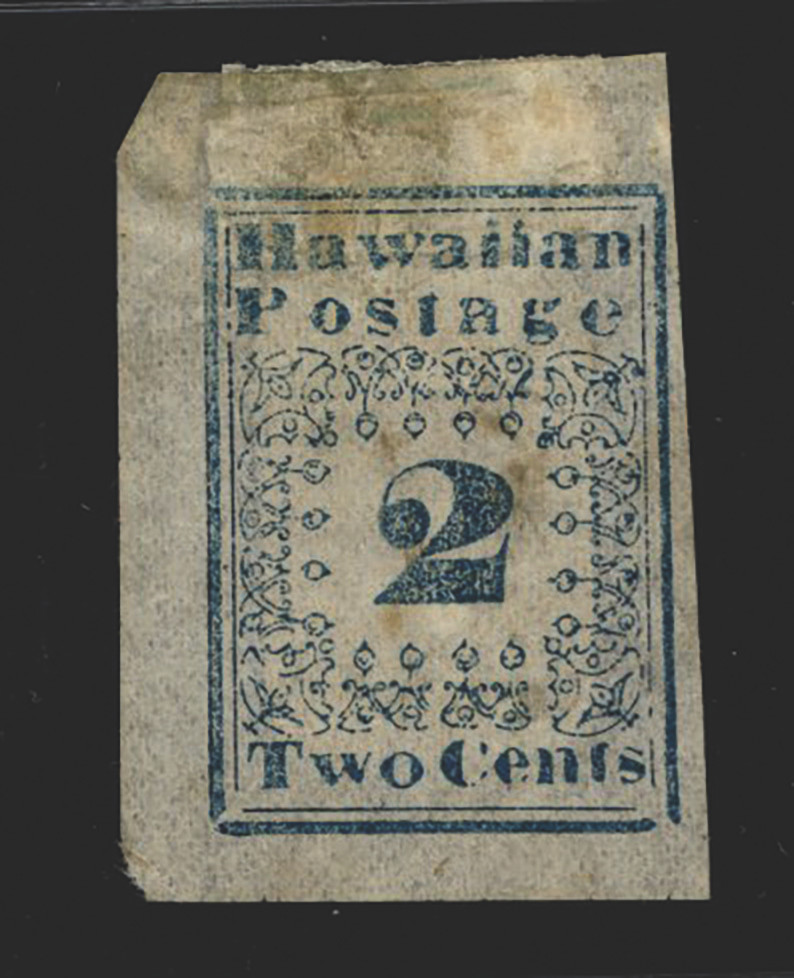 Hawaiian
Postage
2
Two Cents